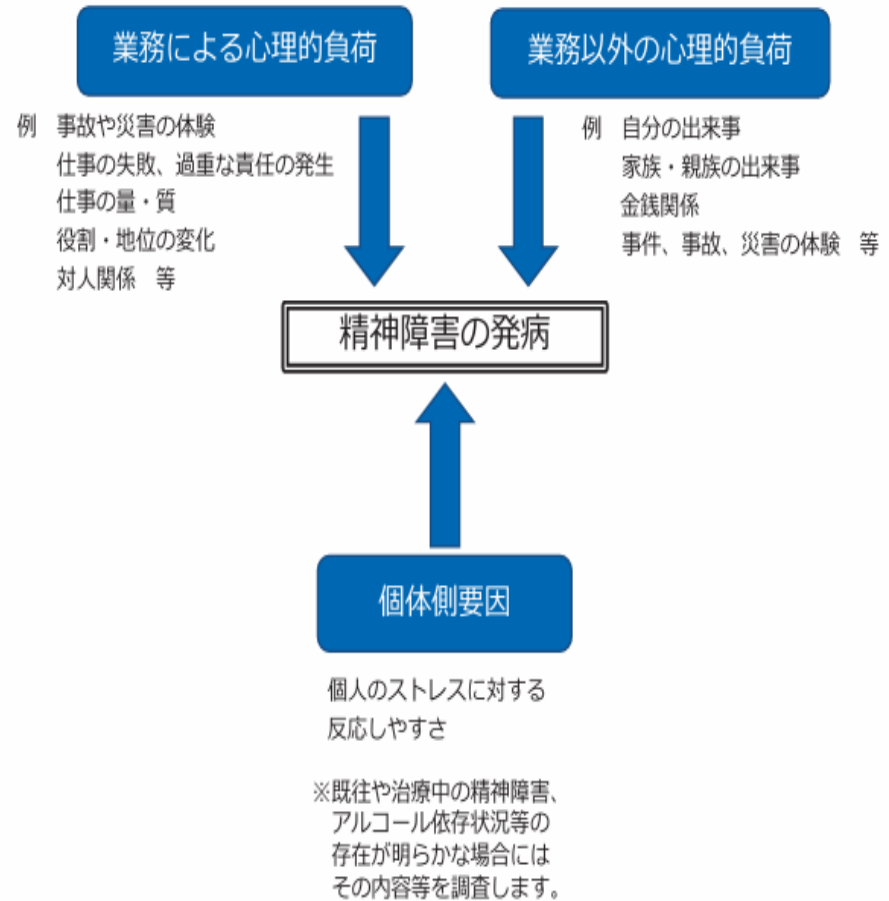 業務による心理的負荷
例　事故や災害の体験
仕事の失敗、過重な責任の発生
仕事の量・質
役割・地位の変化
対人関係　等
業務以外の心理的負荷
例　自分の出来事
家族・親族の出来事
金銭関係
事件、事故、災害の体験　等
精神障害の発病
個体側要因
個人のストレスに対する
反応しやすさ
※既往や治療中の精神障害、
アルコール依存状況等の
存在が明らかな場合には
その内容等を調査します。